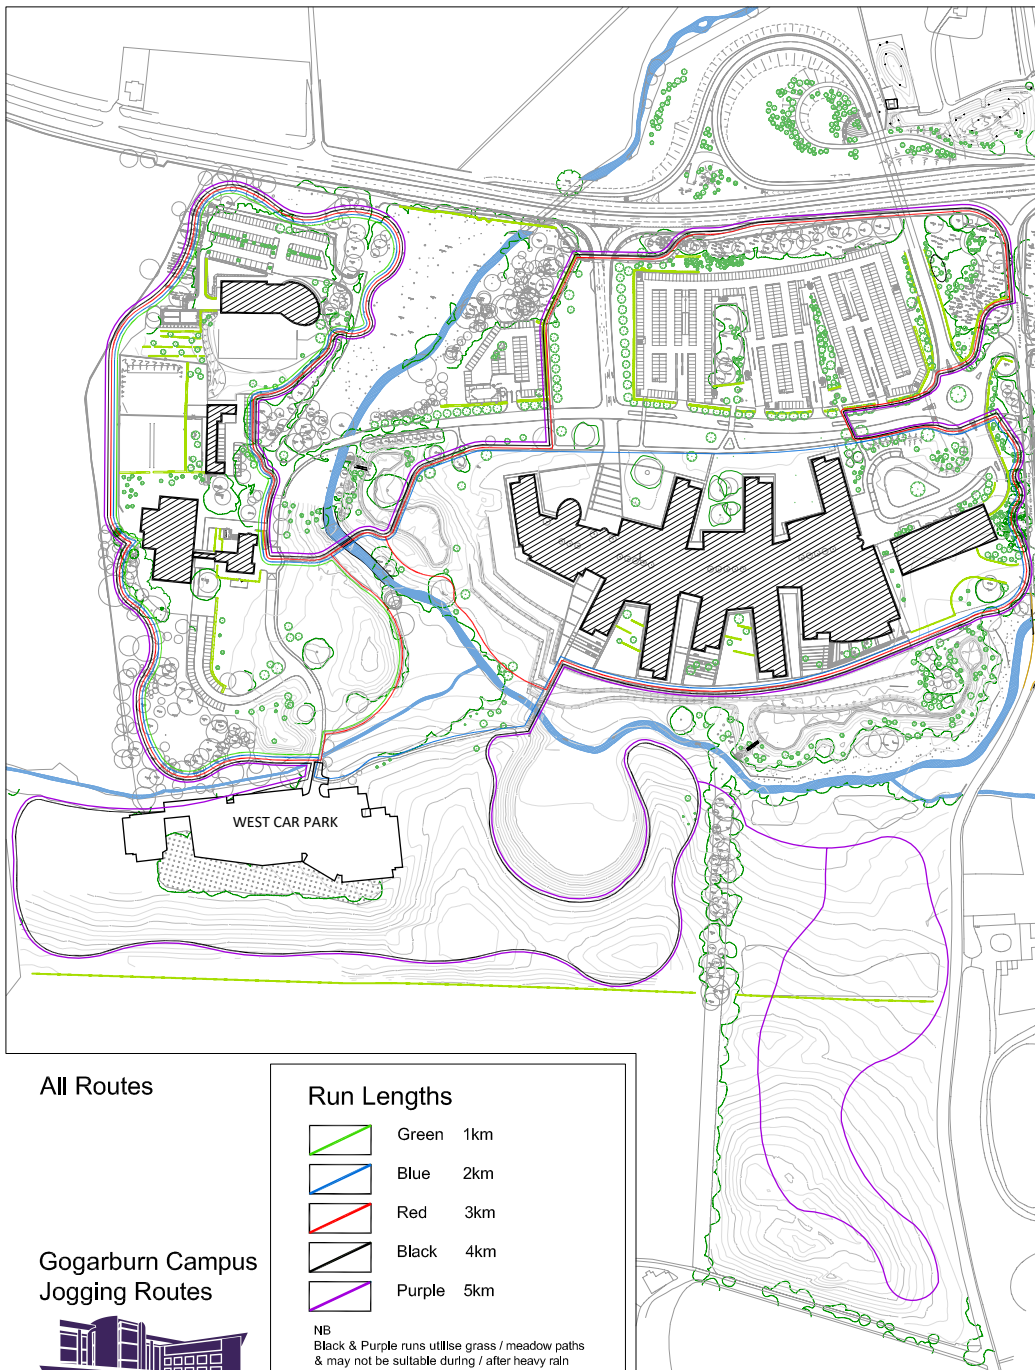 WEST CAR PARK
All Routes
Run Lengths
Green 1km
Blue 2km
Red 3km
Black 4km
Purple 5km
Gogarburn Campus
Jogging Routes
NB
Black & Purple runs utilise grass / meadow paths
& may not be suitable during / after heavy rain